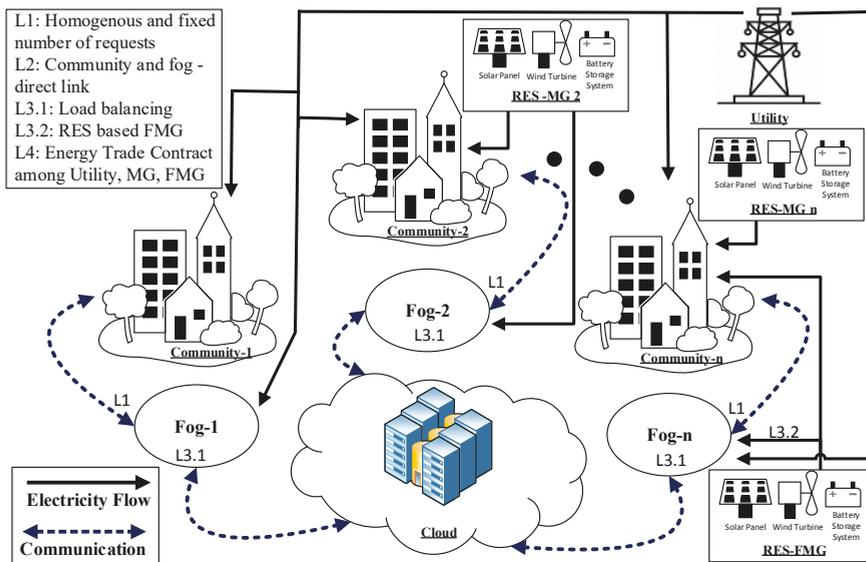 L1: Homogenous and fixed
number of requests
L2: Community and fog -
direct link
L3.1: Load balancing
L3.2: RES based FMG
L4: Energy Trade Contract
among Utility, MG, FMG
Solar Panel
Wind Turbine
Battery
Storage
System
RES -MG 2
Utility
Solar Panel
Wind Turbine
Battery
Storage
System
RES-MG n
Community-2
Community-1
Community-n
L1
Fog-2
L3.1
L1
Fog-1
L3.1
L1
Fog-n
L3.1
L3.2
Cloud
Electricity Flow
Communication
Solar Panel
Wind Turbine
Battery
Storage
System
RES-FMG